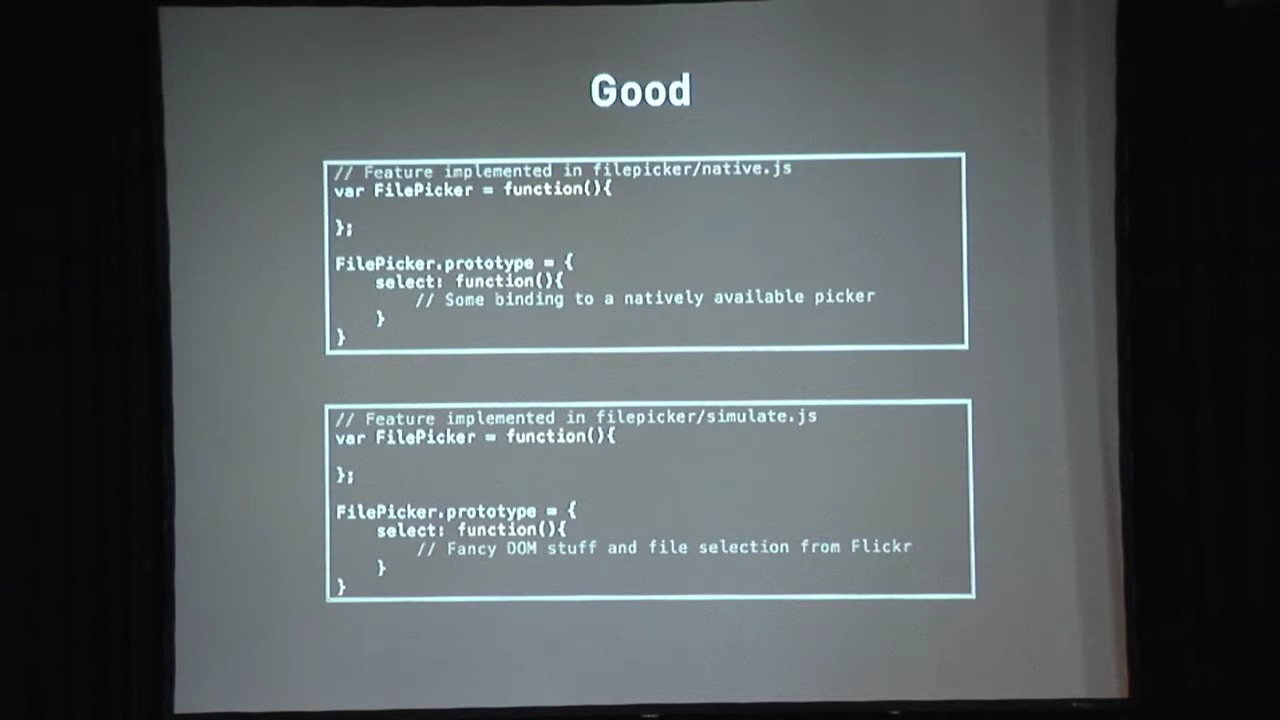 Good
// Feature implemented in filepicker/native.js
var FilePicker = function(){
};
FilePicker.prototype = {
select: function(){
// Some binding to a natively available picker
}
}
// Feature implemented in filepicker/simulate.js
var FilePicker = function(){
};
FilePicker.prototype = {
select: function(){
// Fancy DOM stuff and file selection from Flickr
}
}